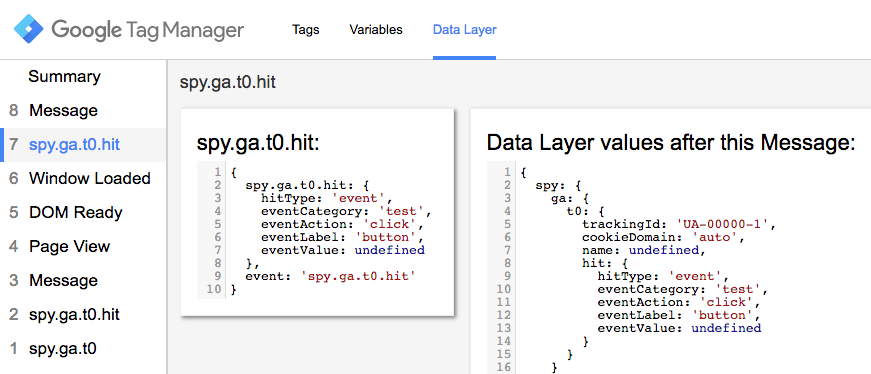 Google Tag Manager
Tags Variables Data Layer
Summary
8 Message
7 spy.ga.t0.hit
6 Window Loaded
5 DOM Ready
4 Page View
3 Message
2 spy.ga.t0.hit
1 spy.ga.t0
spy.ga.t0.hit
spy.ga.t0.hit:
1 {
2 spy.ga.t0.hit: {
3 hitType: 'event',
4 eventCategory: 'test',
5 eventAction: 'click',
6 eventLabel: 'button',
7 eventValue: undefined
8 },
9 event: 'spy.ga.t0.hit'
10 }
Data Layer values after this Message:
1 {
2 spy: {
3 ga: {
4 t0: {
5 trackingId: 'UA-00000-1',
6 cookieDomain: 'auto',
7 name: undefined,
8 hit: {
9 hitType: 'event',
10 eventCategory: 'test',
11 eventAction: 'click',
12 eventLabel: 'button',
13 eventValue: undefined
14 }
15 }
16 }